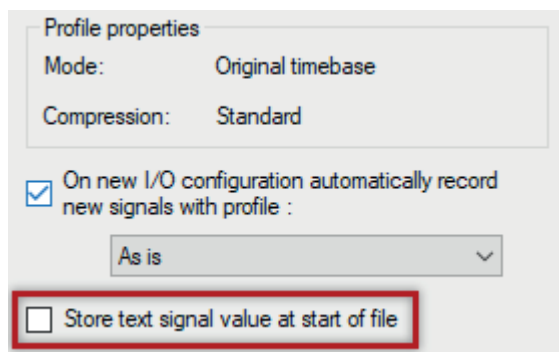 Profile properties
Mode: Original timebase
Compression: Standard
On new I/O configuration automatically record
new signals with profile :
As is
Store text signal value at start of file